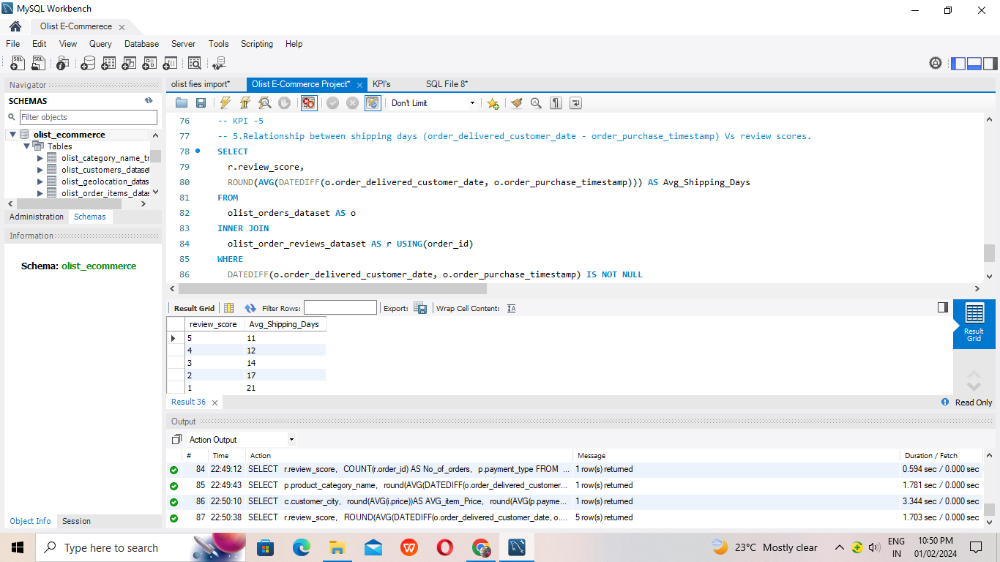 MySQL Workbench
Olist E-Commerece
File Edit View Query Database Server Tools Scripting Help
Navigator
SCHEMAS
Filter objects
olist_ecommerce
Tables
olist_category_name_tr
olist_customers_dataset
olist_geolocation_datas
olist_order_items_datas
Administration Schemas
Information
Schema: olist_ecommerce
Object Info Session
olist fies import* Olist E-Commerce Project* KPI's SQL File 8*
Don't Limit
76 -- KPI -5
77 -- 5.Relationship between shipping days (order_delivered_customer_date - order_purchase_timestamp) Vs review scores.
78 SELECT
79 r.review_score,
80 ROUND(AVG(DATEDIFF(o.order_delivered_customer_date, o.order_purchase_timestamp))) AS Avg_Shipping_Days
81 FROM
82 olist_orders_dataset AS o
83 INNER JOIN
84 olist_order_reviews_dataset AS r USING(order_id)
85 WHERE
86 DATEDIFF(o.order_delivered_customer_date, o.order_purchase_timestamp) IS NOT NULL
Result Grid Filter Rows: Export: Wrap Cell Content:
review_score Avg_Shipping_Days
5 11
4 12
3 14
2 17
1 21
Result Grid
Result 36
Read Only
Output
Action Output
# Time Action Message Duration / Fetch
84 22:49:12 SELECT r.review_score, COUNT(r.order_id) AS No_of_orders, p.payment_type FROM ... 1 row(s) returned 0.594 sec / 0.000 sec
85 22:49:43 SELECT p.product_category_name, round(AVG(DATEDIFF(o.order_delivered_customer... 1 row(s) returned 1.781 sec / 0.000 sec
86 22:50:10 SELECT c.customer_city, round(AVG(i.price))AS AVG_item_Price, round(AVG(p.payme... 1 row(s) returned 3.344 sec / 0.000 sec
87 22:50:38 SELECT r.review_score, ROUND(AVG(DATEDIFF(o.order_delivered_customer_date, o.... 5 row(s) returned 1.703 sec / 0.000 sec
Type here to search
23°C Mostly clear
ENG
IN
10:50 PM
01/02/2024